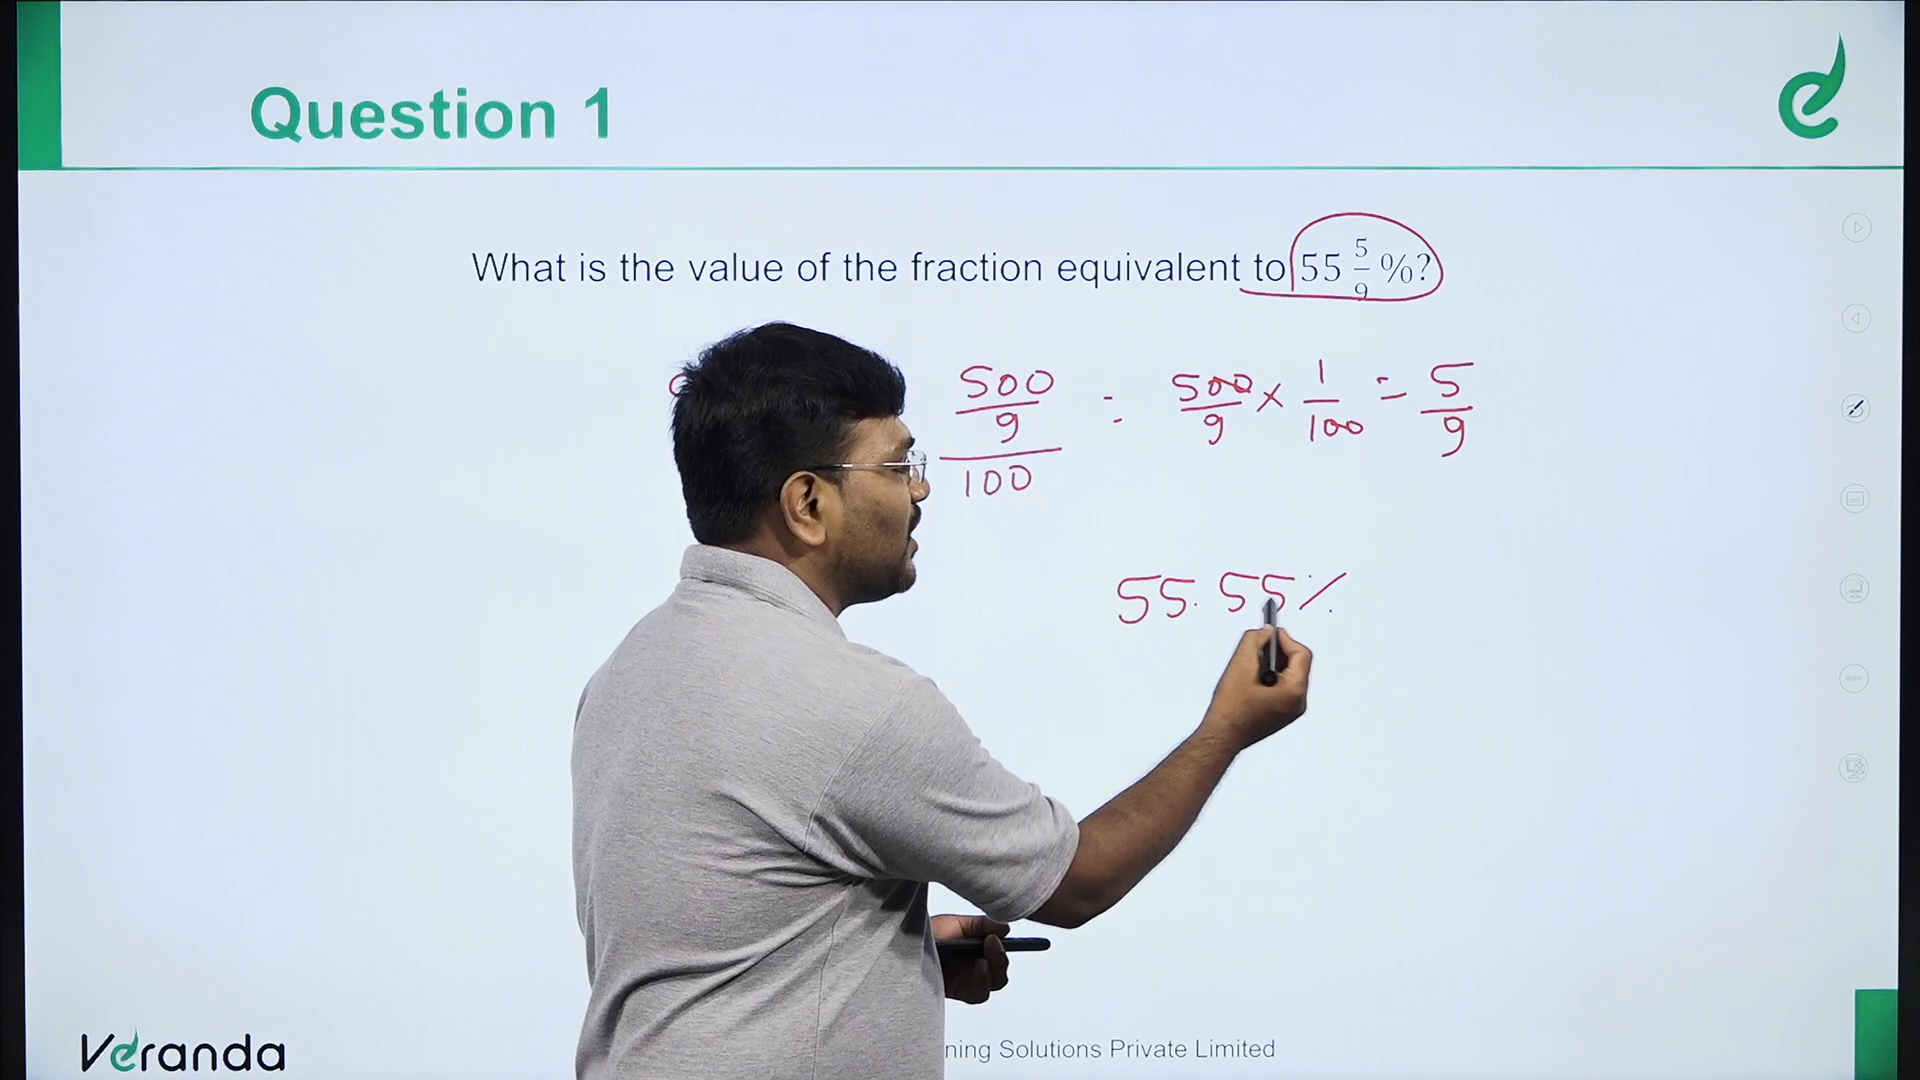 Question 1
What is the value of the fraction equivalent to 55 5/9 %?
500/9 / 100 = 500/9 × 1/100 = 5/9
55.55%
Veranda
Solutions Private Limited